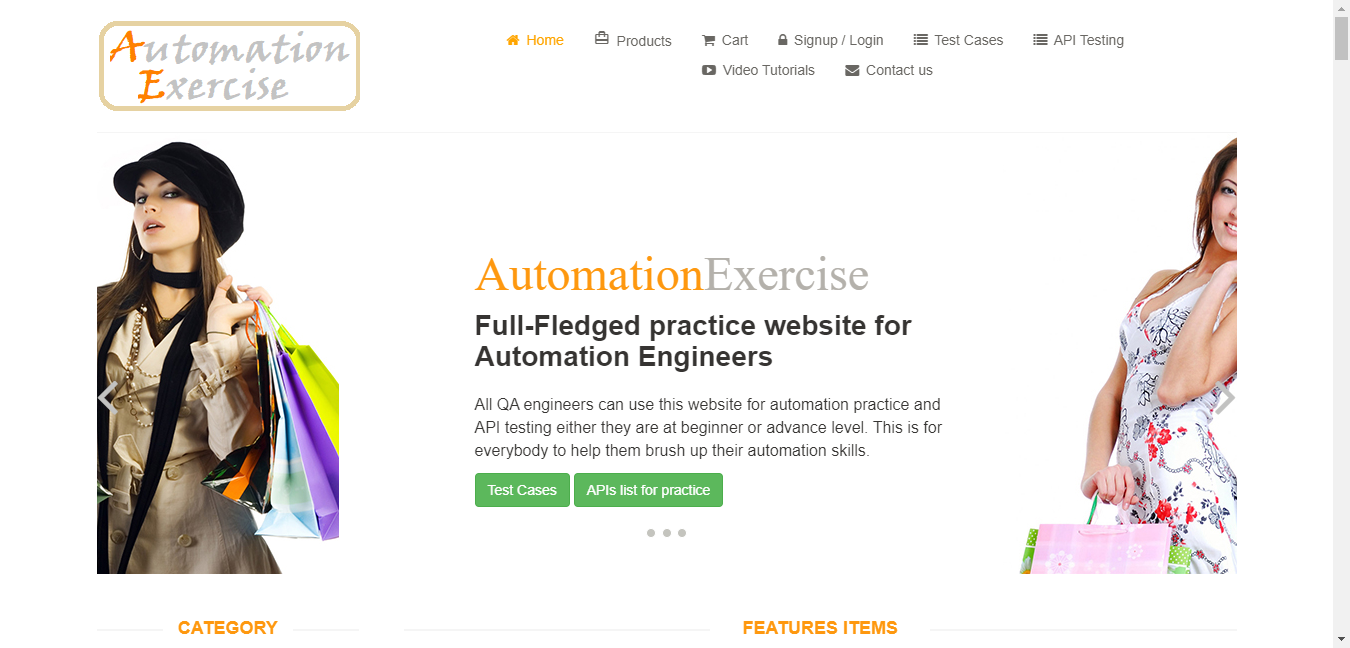 Automation
Exercise
Home Products Cart Signup / Login Test Cases API Testing
Video Tutorials Contact us
AutomationExercise
Full-Fledged practice website for
Automation Engineers
All QA engineers can use this website for automation practice and
API testing either they are at beginner or advance level. This is for
everybody to help them brush up their automation skills.
Test Cases APIs list for practice
CATEGORY FEATURES ITEMS